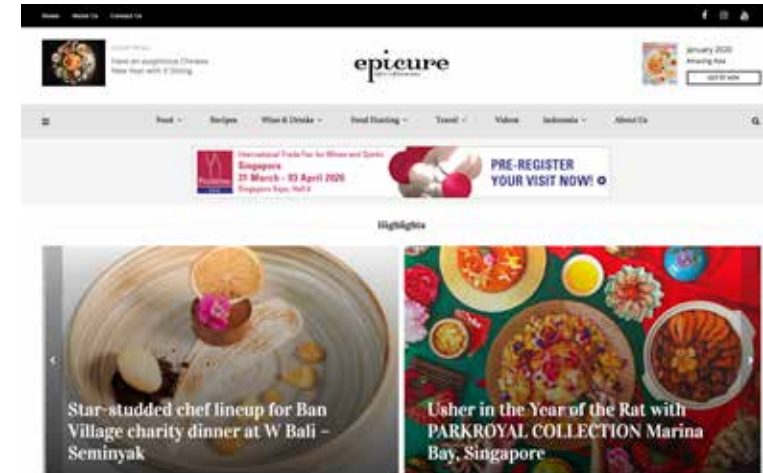 Home About Us Contact Us
Have an auspicious Chinese
New Year with V Dining
epicure
January 2020
Amazing Asia
Food Recipes Wine & Drinks Food Hunting Travel Videos Indonesia About Us
International Trade Fair for Wines and Spirits
Singapore
31 March - 03 April 2020
Singapore Expo, Hall 6
PRE-REGISTER
YOUR VISIT NOW!
Highlights
Star-studded chef lineup for Ban
Village charity dinner at W Bali –
Seminyak
Usher in the Year of the Rat with
PARKROYAL COLLECTION Marina
Bay, Singapore